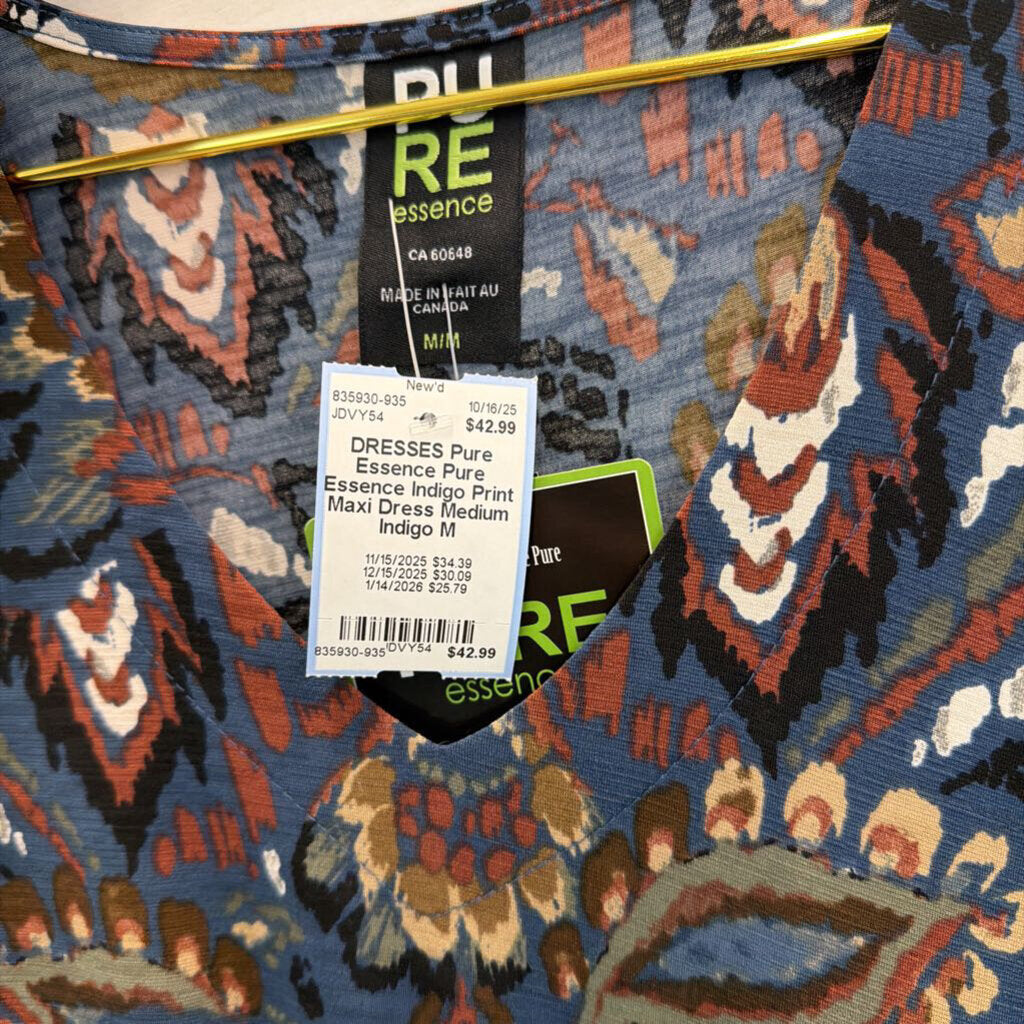 PU
RE
essence
CA 60648
MADE IN FAIT AU
CANADA
M/M
New'd
835930-935 10/16/25
JDVY54 $42.99
DRESSES Pure
Essence Pure
Essence Indigo Print
Maxi Dress Medium
Indigo M
11/15/2025 $34.39
12/15/2025 $30.09
1/14/2026 $25.79
835930-935 JDVY54 $42.99
Pure
RE
essenc